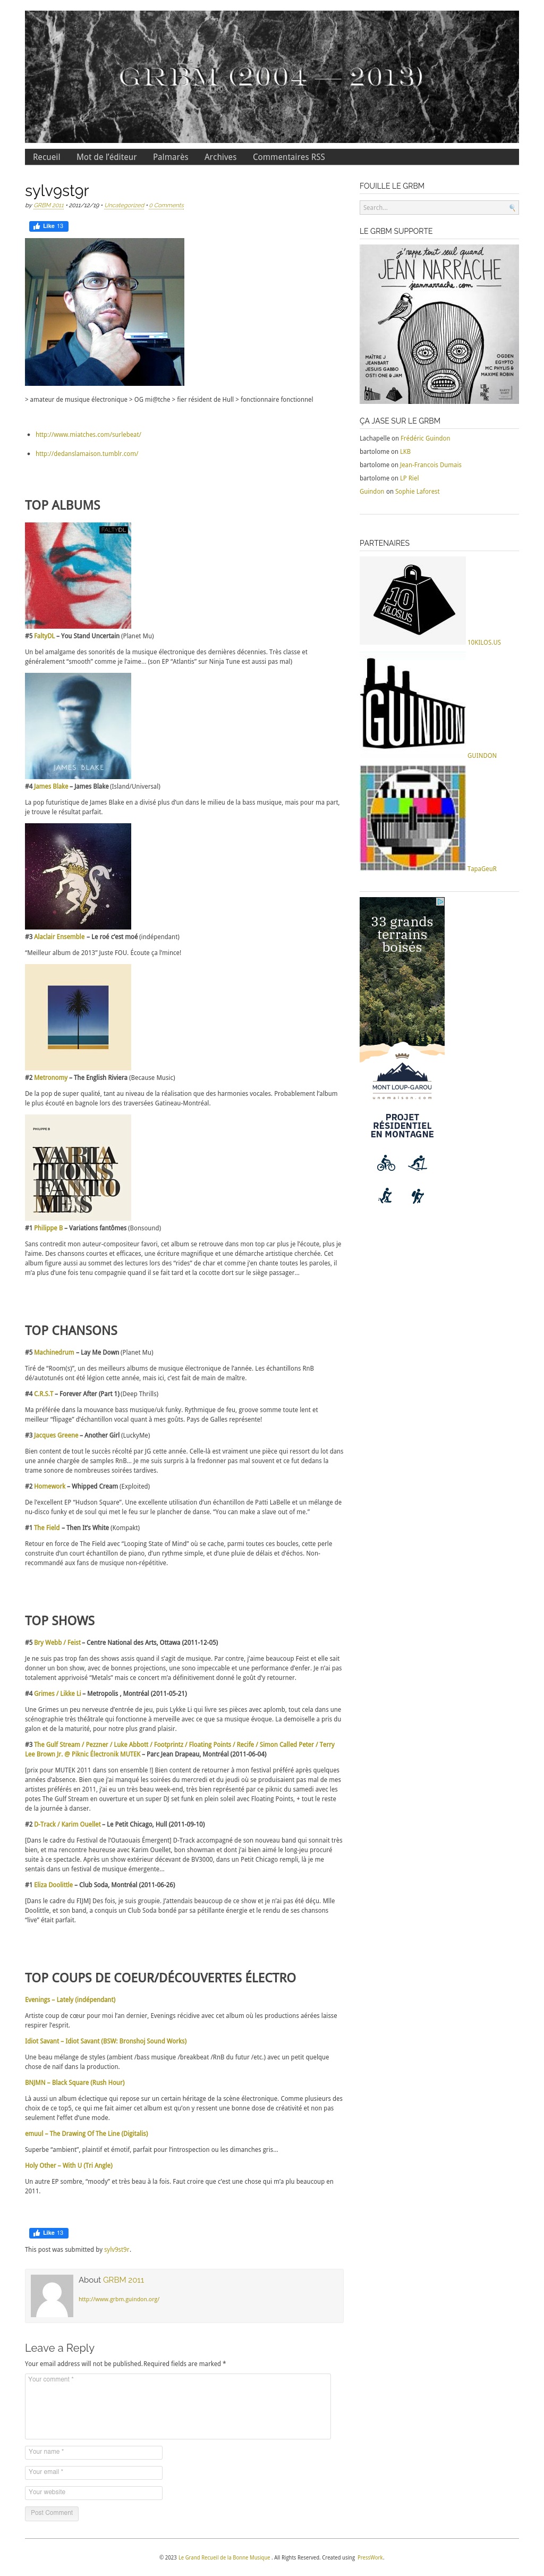 GRBM (2004 — 2013)
Recueil Mot de l'éditeur Palmarès Archives Commentaires RSS
sylv9st9r
by GRBM 2011 • 2011/12/19 • Uncategorized • 0 Comments
Like 13
> amateur de musique électronique > OG mi@tche > fier résident de Hull > fonctionnaire fonctionnel
http://www.miatches.com/surlebeat/
http://dedanslamaison.tumblr.com/
TOP ALBUMS
FALTYDL
#5 FaltyDL – You Stand Uncertain (Planet Mu)
Un bel amalgame des sonorités de la musique électronique des dernières décennies. Très classe et
généralement “smooth” comme je l’aime… (son EP “Atlantis” sur Ninja Tune est aussi pas mal)
JAMES BLAKE
#4 James Blake – James Blake (Island/Universal)
La pop futuristique de James Blake en a divisé plus d’un dans le milieu de la bass musique, mais pour ma part,
je trouve le résultat parfait.
#3 Alaclair Ensemble – Le roé c’est moé (indépendant)
“Meilleur album de 2013” Juste FOU. Écoute ça l’mince!
#2 Metronomy – The English Riviera (Because Music)
De la pop de super qualité, tant au niveau de la réalisation que des harmonies vocales. Probablement l’album
le plus écouté en bagnole lors des traversées Gatineau-Montréal.
PHILIPPE B
VARIATIONS FANTÔMES
#1 Philippe B – Variations fantômes (Bonsound)
Sans contredit mon auteur-compositeur favori, cet album se retrouve dans mon top car plus je l’écoute, plus je
l’aime. Des chansons courtes et efficaces, une écriture magnifique et une démarche artistique cherchée. Cet
album figure aussi au sommet des lectures lors des “rides” de char et comme j’en chante toutes les paroles, il
m’a plus d’une fois tenu compagnie quand il se fait tard et la cocotte dort sur le siège passager…
TOP CHANSONS
#5 Machinedrum – Lay Me Down (Planet Mu)
Tiré de “Room(s)”, un des meilleurs albums de musique électronique de l’année. Les échantillons RnB
dé/autotunés ont été légion cette année, mais ici, c’est fait de main de maître.
#4 C.R.S.T – Forever After (Part 1) (Deep Thrills)
Ma préférée dans la mouvance bass musique/uk funky. Rythmique de feu, groove somme toute lent et
meilleur “flipage” d’échantillon vocal quant à mes goûts. Pays de Galles représente!
#3 Jacques Greene – Another Girl (LuckyMe)
Bien content de tout le succès récolté par JG cette année. Celle-là est vraiment une pièce qui ressort du lot dans
une année chargée de samples RnB… Je me suis surpris à la fredonner pas mal souvent et ce fut dedans la
trame sonore de nombreuses soirées tardives.
#2 Homework – Whipped Cream (Exploited)
De l’excellent EP “Hudson Square”. Une excellente utilisation d’un échantillon de Patti LaBelle et un mélange de
nu-disco funky et de soul qui met le feu sur le plancher de danse. “You can make a slave out of me.”
#1 The Field – Then It’s White (Kompakt)
Retour en force de The Field avec “Looping State of Mind” où se cache, parmi toutes ces boucles, cette perle
construite d’un court échantillon de piano, d’un rythme simple, et d’une pluie de délais et d’échos. Non-
recommandé aux fans de musique non-répétitive.
TOP SHOWS
#5 Bry Webb / Feist – Centre National des Arts, Ottawa (2011-12-05)
Je ne suis pas trop fan des shows assis quand il s’agit de musique. Par contre, j’aime beaucoup Feist et elle sait
donner un bon show, avec de bonnes projections, une sono impeccable et une performance d’enfer. Je n’ai pas
totalement apprivoisé “Metals” mais ce concert m’a définitivement donné le goût d’y retourner.
#4 Grimes / Likke Li – Metropolis , Montréal (2011-05-21)
Une Grimes un peu nerveuse d’entrée de jeu, puis Lykke Li qui livre ses pièces avec aplomb, tout cela dans une
scénographie très théâtrale qui fonctionne à merveille avec ce que sa musique évoque. La demoiselle a pris du
galon et de la maturité, pour notre plus grand plaisir.
#3 The Gulf Stream / Pezzner / Luke Abbott / Footprintz / Floating Points / Recife / Simon Called Peter / Terry
Lee Brown Jr. @ Piknic Électronik MUTEK – Parc Jean Drapeau, Montréal (2011-06-04)
[prix pour MUTEK 2011 dans son ensemble !] Bien content de retourner à mon festival préféré après quelques
années d’absence. Bien que j’ai manqué les soirées du mercredi et du jeudi où se produisaient pas mal de mes
artistes préférés en 2011, j’ai eu un très beau week-end, très bien représenté par ce piknic du samedi avec les
potes The Gulf Stream en ouverture et un super DJ set funk en plein soleil avec Floating Points, + tout le reste
de la journée à danser.
#2 D-Track / Karim Ouellet – Le Petit Chicago, Hull (2011-09-10)
[Dans le cadre du Festival de l’Outaouais Émergent] D-Track accompagné de son nouveau band qui sonnait très
bien, et ma rencontre heureuse avec Karim Ouellet, bon showman et dont j’ai bien aimé le long-jeu procuré
suite à ce spectacle. Après un show extérieur décevant de BV3000, dans un Petit Chicago rempli, là je me
sentais dans un festival de musique émergente…
#1 Eliza Doolittle – Club Soda, Montréal (2011-06-26)
[Dans le cadre du FIJM] Des fois, je suis groupie. J’attendais beaucoup de ce show et je n’ai pas été déçu. Mlle
Doolittle, et son band, a conquis un Club Soda bondé par sa pétillante énergie et le rendu de ses chansons
“live” était parfait.
TOP COUPS DE COEUR/DÉCOUVERTES ÉLECTRO
Evenings – Lately (indépendant)
Artiste coup de cœur pour moi l’an dernier, Evenings récidive avec cet album où les productions aérées laisse
respirer l’esprit.
Idiot Savant – Idiot Savant (BSW: Bronshoj Sound Works)
Une beau mélange de styles (ambient /bass musique /breakbeat /RnB du futur /etc.) avec un petit quelque
chose de naïf dans la production.
BNJMN – Black Square (Rush Hour)
Là aussi un album éclectique qui repose sur un certain héritage de la scène électronique. Comme plusieurs des
choix de ce top5, ce qui me fait aimer cet album est qu’on y ressent une bonne dose de créativité et non pas
seulement l’effet d’une mode.
emuul – The Drawing Of The Line (Digitalis)
Superbe “ambient”, plaintif et émotif, parfait pour l’introspection ou les dimanches gris…
Holy Other – With U (Tri Angle)
Un autre EP sombre, “moody” et très beau à la fois. Faut croire que c’est une chose qui m’a plu beaucoup en
2011.
Like 13
This post was submitted by sylv9st9r.
About GRBM 2011
http://www.grbm.guindon.org/
Leave a Reply
Your email address will not be published. Required fields are marked *
Your comment *
Your name *
Your email *
Your website
Post Comment
FOUILLE LE GRBM
Search...
LE GRBM SUPPORTE
j'rappe tout seul quand
JEAN NARRACHE
jeannarrache.com
MAÎTRE J
JEANBART
JESUS GABBO
OSTI ONE & JAM
OGDEN
EGYPTO
MC PHYLIS &
MAXIME ROBIN
ÇA JASE SUR LE GRBM
Lachapelle on Frédéric Guindon
bartolome on LKB
bartolome on Jean-Francois Dumais
bartolome on LP Riel
Guindon on Sophie Laforest
PARTENAIRES
10 KILOS.US
10KILOS.US
GUINDON
GUINDON
TapaGeuR
33 grands
terrains
boisés
MONT LOUP-GAROU
PROJET
RÉSIDENTIEL
EN MONTAGNE
© 2023 Le Grand Recueil de la Bonne Musique . All Rights Reserved. Created using PressWork.